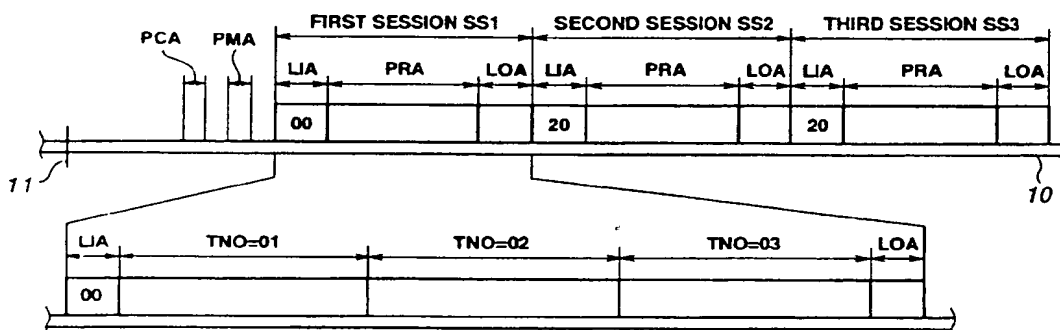 FIRST SESSION SS1 SECOND SESSION SS2 THIRD SESSION SS3
PCA PMA
LIA PRA LOA LIA PRA LOA LIA PRA LOA
00 20 20
11 10
LIA TNO=01 TNO=02 TNO=03 LOA
00